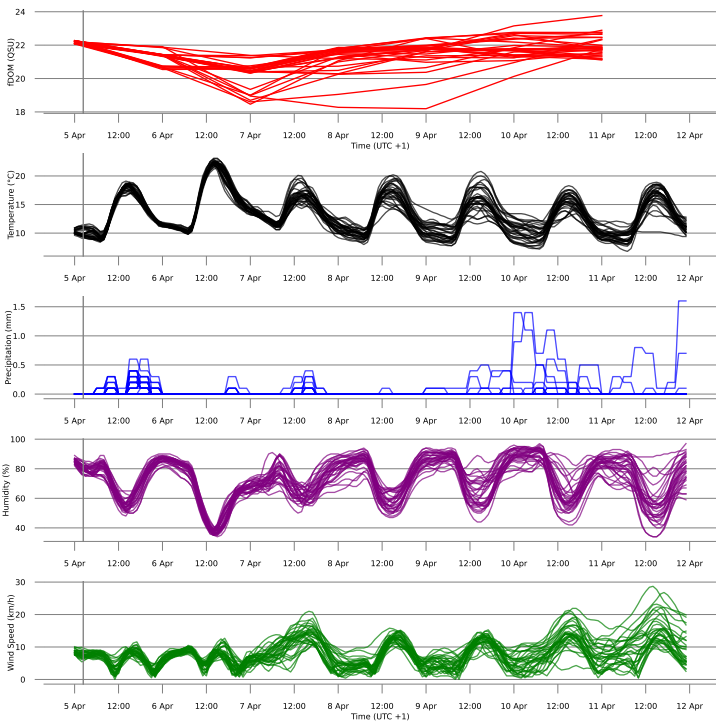 24
22
20
18
fDOM (QSU)
5 Apr 12:00 6 Apr 12:00 7 Apr 12:00 8 Apr 12:00 9 Apr 12:00 10 Apr 12:00 11 Apr 12:00 12 Apr
Time (UTC +1)
20
15
10
Temperature (°C)
5 Apr 12:00 6 Apr 12:00 7 Apr 12:00 8 Apr 12:00 9 Apr 12:00 10 Apr 12:00 11 Apr 12:00 12 Apr
1.5
1.0
0.5
0.0
Precipitation (mm)
5 Apr 12:00 6 Apr 12:00 7 Apr 12:00 8 Apr 12:00 9 Apr 12:00 10 Apr 12:00 11 Apr 12:00 12 Apr
100
80
60
40
Humidity (%)
5 Apr 12:00 6 Apr 12:00 7 Apr 12:00 8 Apr 12:00 9 Apr 12:00 10 Apr 12:00 11 Apr 12:00 12 Apr
30
20
10
0
Wind Speed (km/h)
5 Apr 12:00 6 Apr 12:00 7 Apr 12:00 8 Apr 12:00 9 Apr 12:00 10 Apr 12:00 11 Apr 12:00 12 Apr
Time (UTC +1)